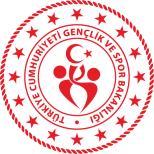 TÜRKİYE CUMHURİYETİ GENÇLİK VE SPOR BAKANLIĞI